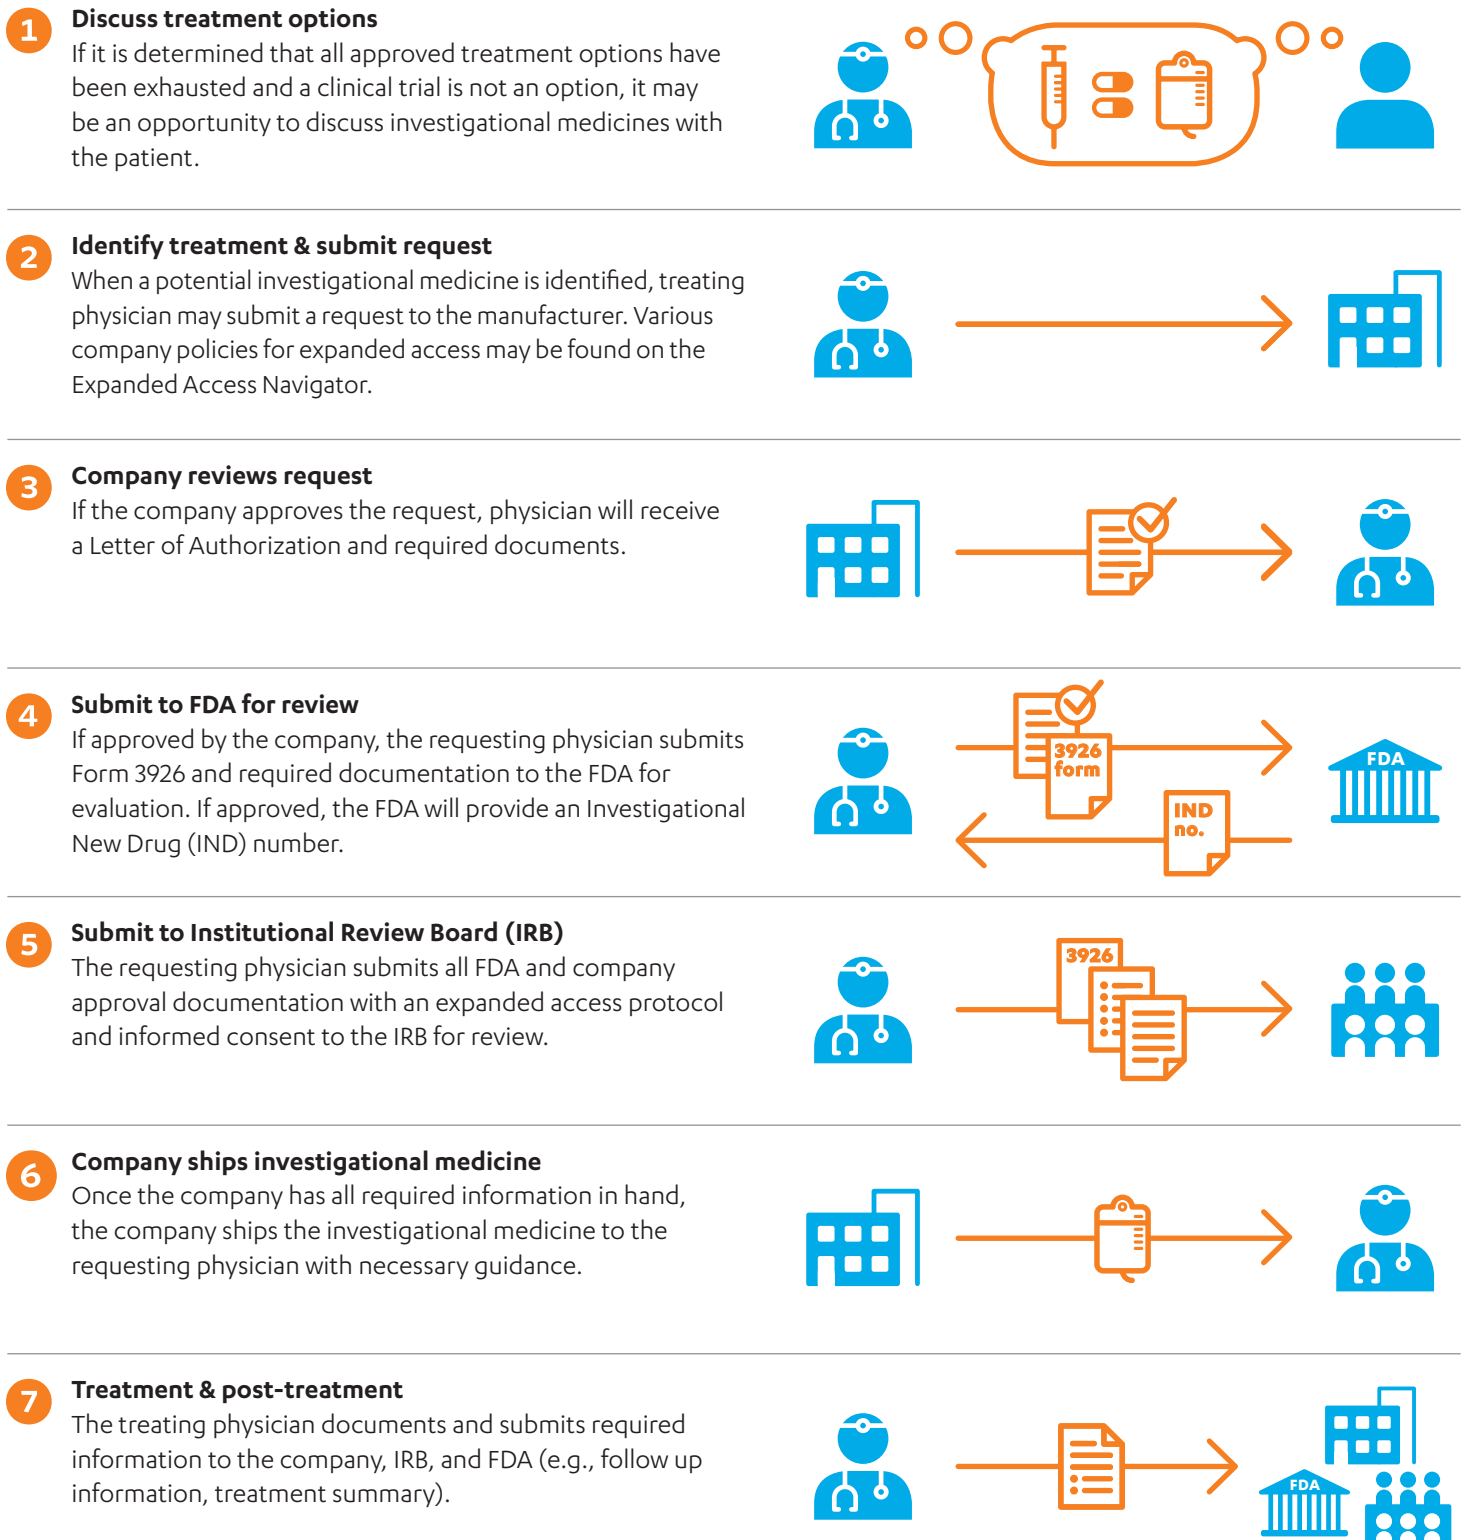 1
Discuss treatment options
If it is determined that all approved treatment options have
been exhausted and a clinical trial is not an option, it may
be an opportunity to discuss investigational medicines with
the patient.
2
Identify treatment & submit request
When a potential investigational medicine is identified, treating
physician may submit a request to the manufacturer. Various
company policies for expanded access may be found on the
Expanded Access Navigator.
3
Company reviews request
If the company approves the request, physician will receive
a Letter of Authorization and required documents.
4
Submit to FDA for review
If approved by the company, the requesting physician submits
Form 3926 and required documentation to the FDA for
evaluation. If approved, the FDA will provide an Investigational
New Drug (IND) number.
3926
form
IND
no.
FDA
5
Submit to Institutional Review Board (IRB)
The requesting physician submits all FDA and company
approval documentation with an expanded access protocol
and informed consent to the IRB for review.
3926
6
Company ships investigational medicine
Once the company has all required information in hand,
the company ships the investigational medicine to the
requesting physician with necessary guidance.
7
Treatment & post-treatment
The treating physician documents and submits required
information to the company, IRB, and FDA (e.g., follow up
information, treatment summary).
FDA